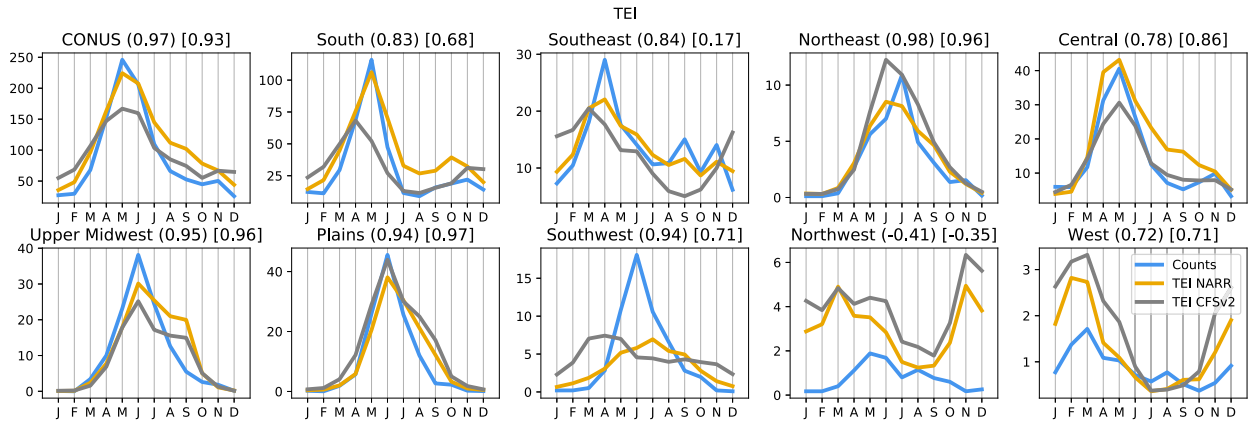 TEI
CONUS (0.97) [0.93]
250
200
150
100
50
J F M A M J J A S O N D
South (0.83) [0.68]
100
75
50
25
J F M A M J J A S O N D
Southeast (0.84) [0.17]
30
20
10
J F M A M J J A S O N D
Northeast (0.98) [0.96]
10
5
0
J F M A M J J A S O N D
Central (0.78) [0.86]
40
30
20
10
J F M A M J J A S O N D
Upper Midwest (0.95) [0.96]
40
30
20
10
0
J F M A M J J A S O N D
Plains (0.94) [0.97]
40
20
0
J F M A M J J A S O N D
Southwest (0.94) [0.71]
15
10
5
0
J F M A M J J A S O N D
Northwest (-0.41) [-0.35]
6
4
2
0
J F M A M J J A S O N D
West (0.72) [0.71]
3
2
1
J F M A M J J A S O N D
Counts
TEI NARR
TEI CFSv2